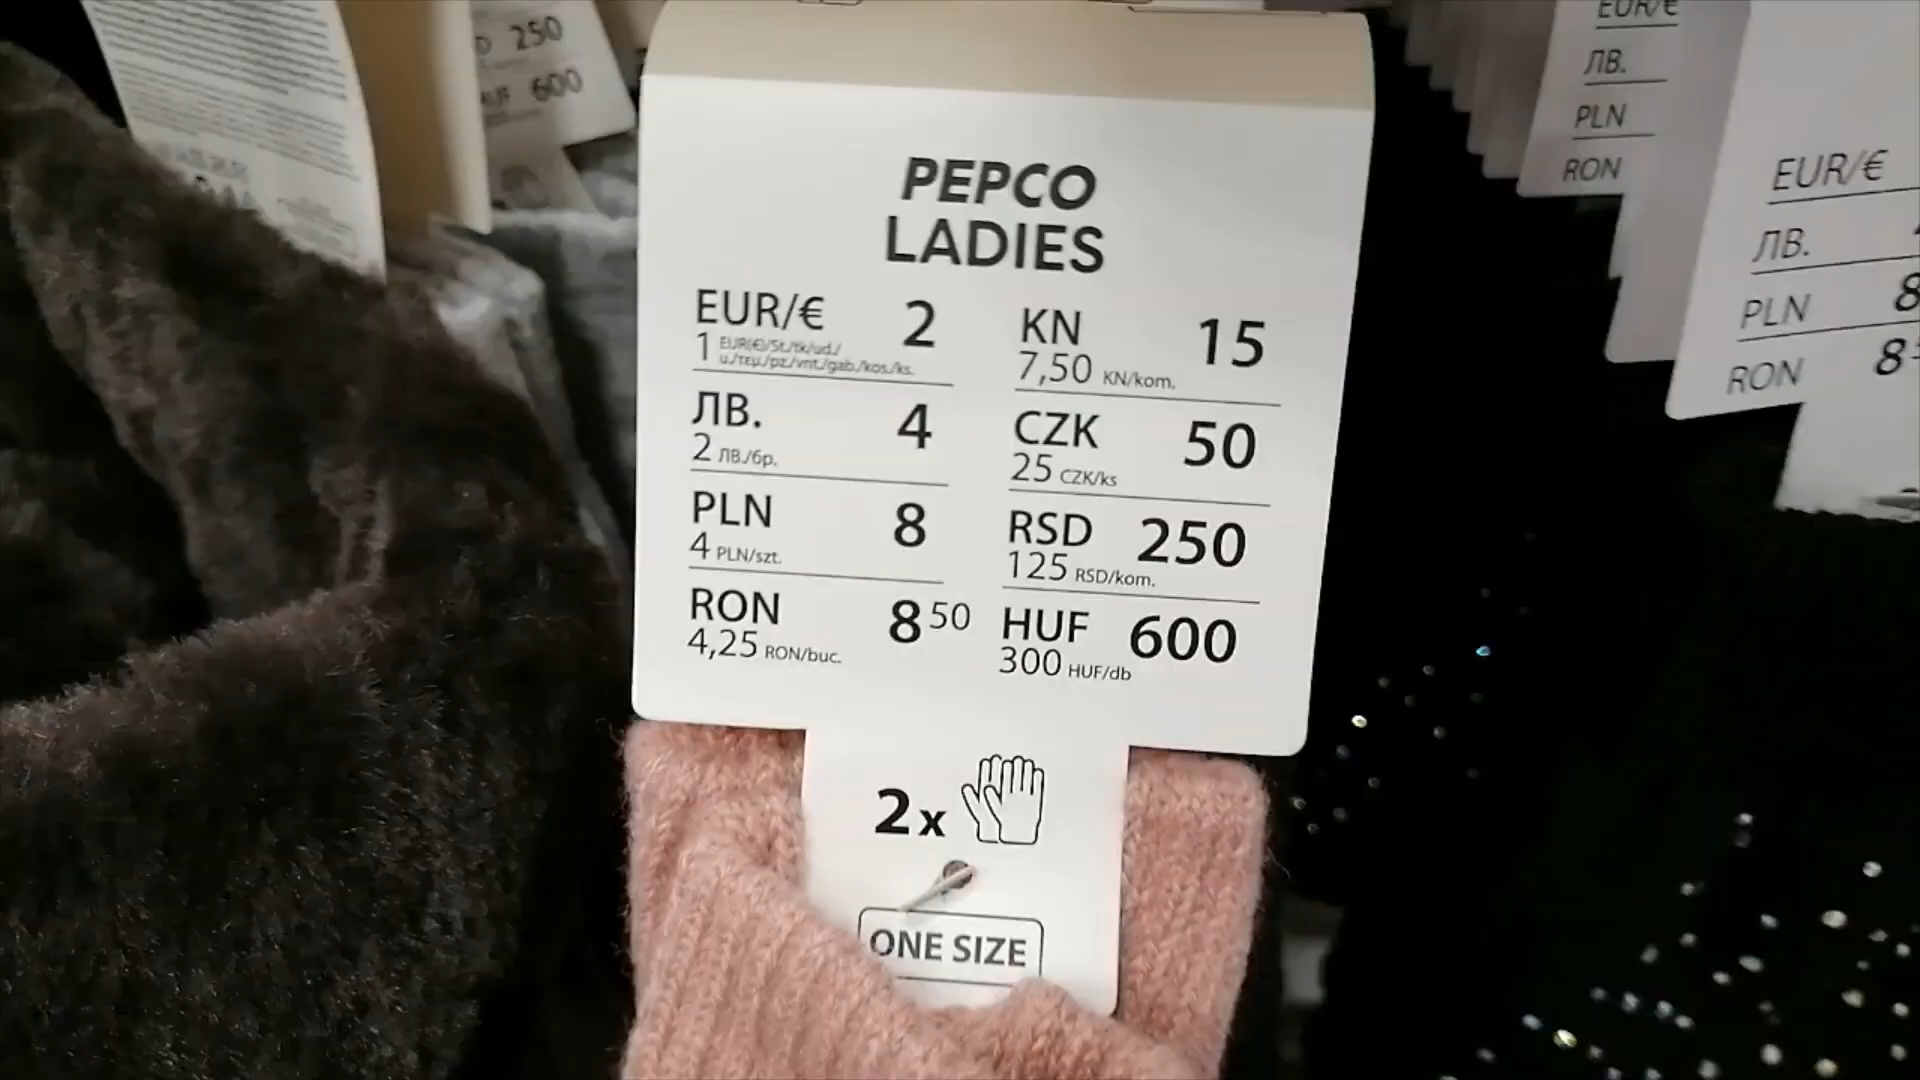 PEPCO
LADIES
EUR/€ 2
1 EUR(€)/St./tk/ud./
u./τεμ./pz./vnt./gab./kos./ks.
ЛВ. 4
2 ЛВ./бр.
PLN 8
4 PLN/szt.
RON 8 50
4,25 RON/buc.
KN 15
7,50 KN/kom.
CZK 50
25 CZK/ks
RSD 250
125 RSD/kom.
HUF 600
300 HUF/db
2x
ONE SIZE
250
600
EUR/€
ЛВ.
PLN
RON
EUR/€
ЛВ.
PLN 8
RON 8